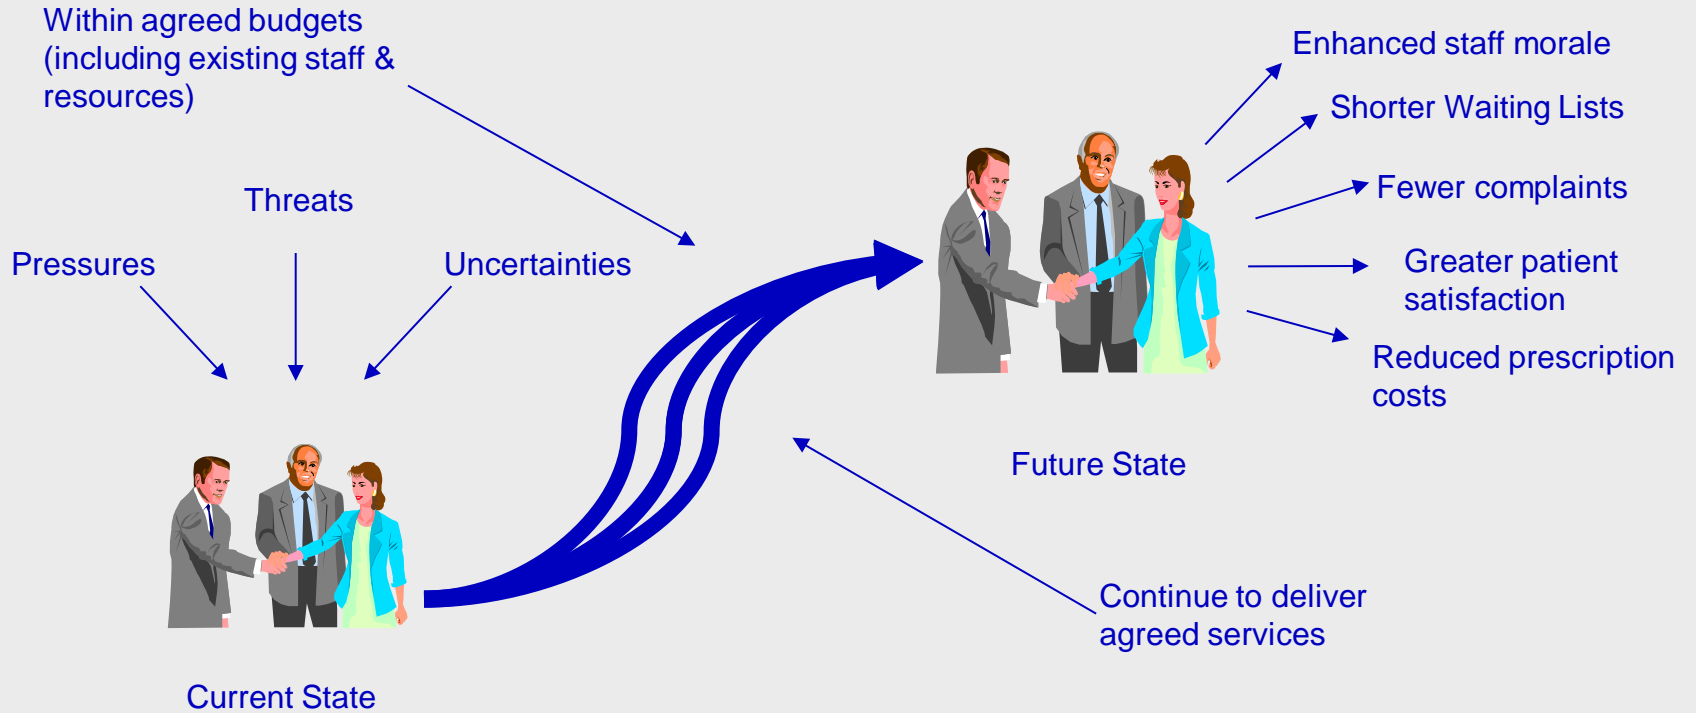 Within agreed budgets
(including existing staff &
resources)
Threats
Pressures
Uncertainties
Current State
Enhanced staff morale
Shorter Waiting Lists
Fewer complaints
Greater patient
satisfaction
Reduced prescription
costs
Future State
Continue to deliver
agreed services